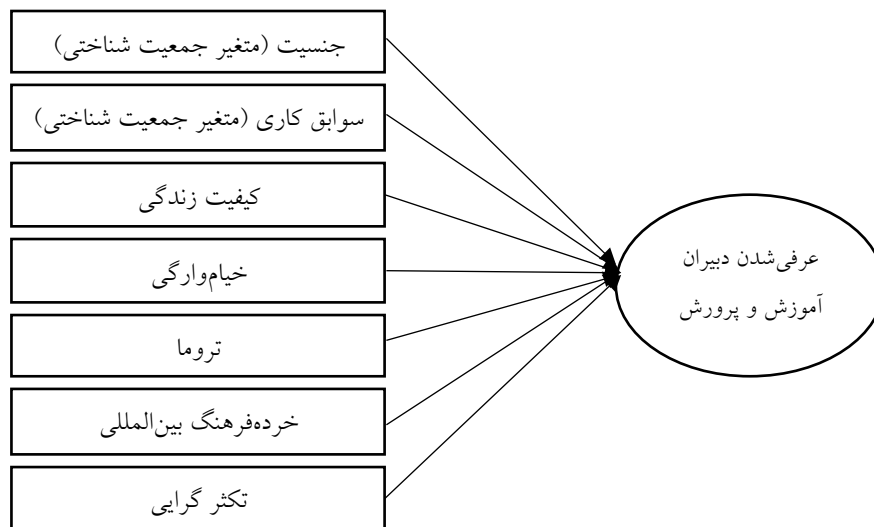 جنسیت (متغیر جمعیت شناختی)
سوابق کاری (متغیر جمعیت شناختی)
کیفیت زندگی
خیام‌وارگی
تروما
خرده‌فرهنگ بین‌المللی
تکثر گرایی
عرفی‌شدن دبیران
آموزش و پرورش